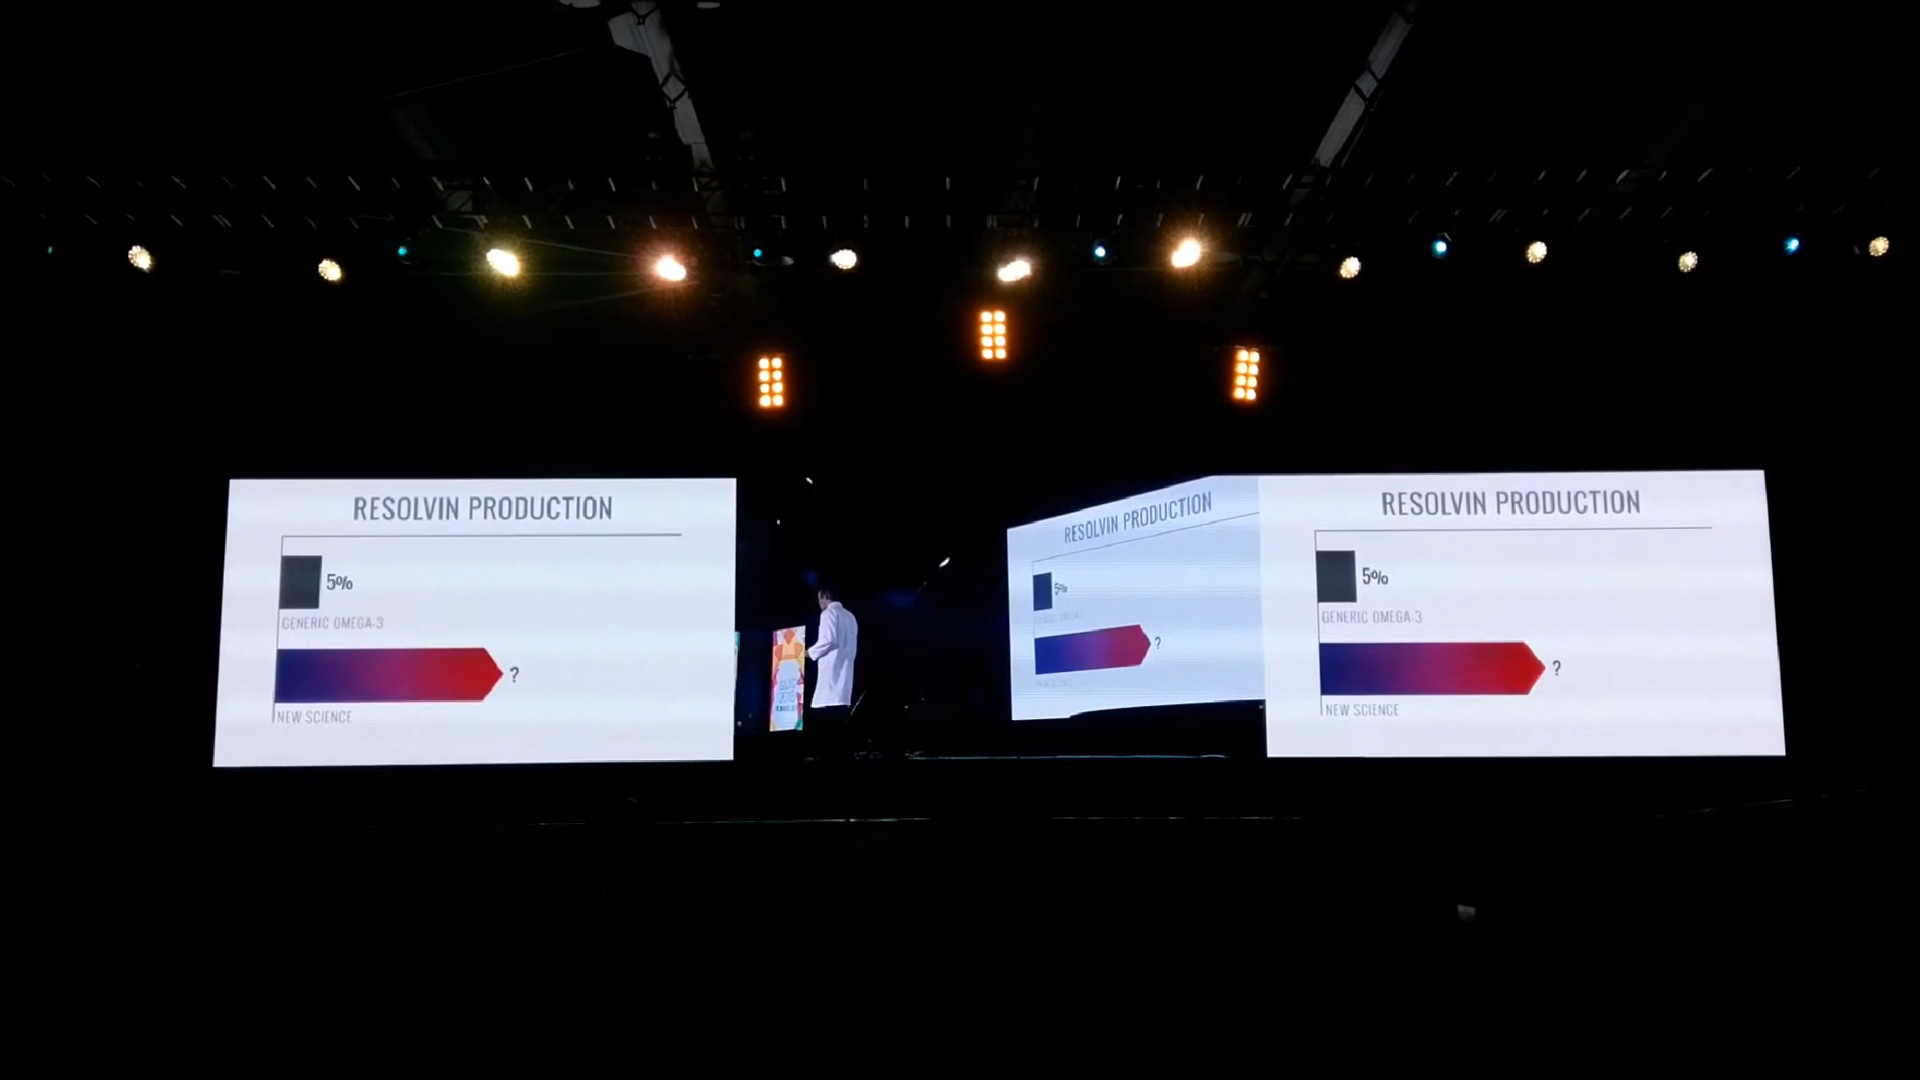 RESOLVIN PRODUCTION
5%
GENERIC OMEGA-3
?
NEW SCIENCE
RESOLVIN PRODUCTION
5%
?
RESOLVIN PRODUCTION
5%
GENERIC OMEGA-3
?
NEW SCIENCE